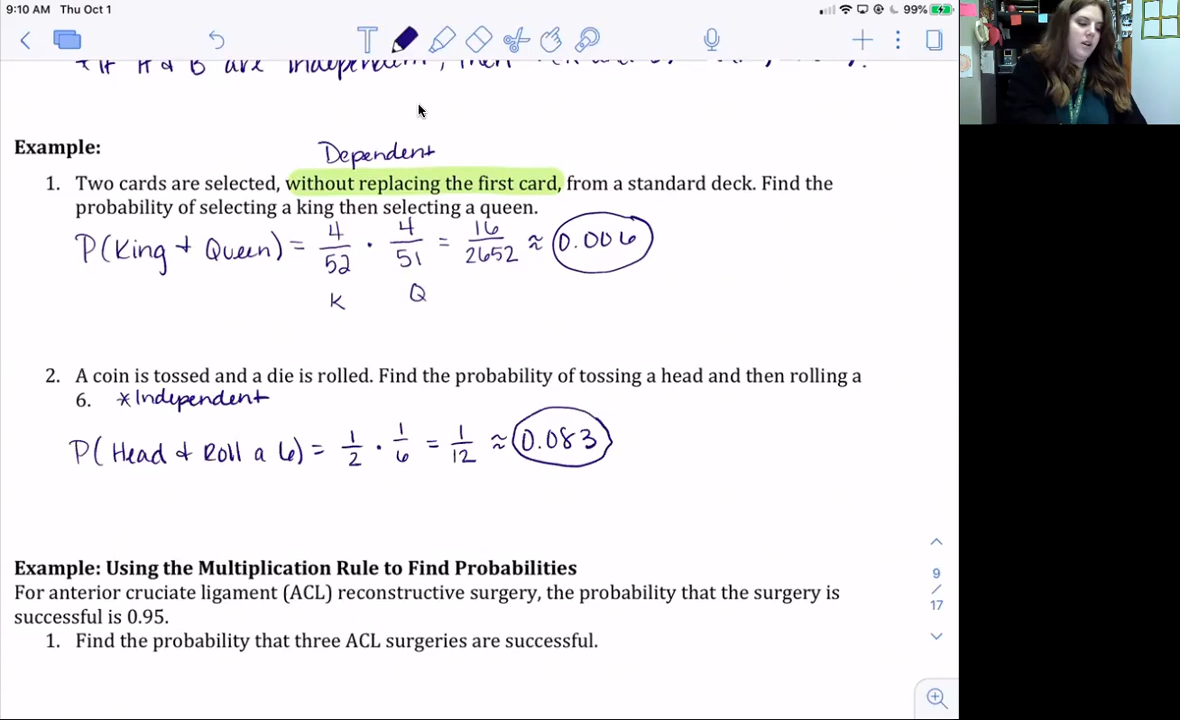 9:10 AM Thu Oct 1
99%
* If A & B are independent, then
Example:
Dependent
1. Two cards are selected, without replacing the first card, from a standard deck. Find the
probability of selecting a king then selecting a queen.
P(King + Queen) = 4/52 · 4/51 = 16/2652 ≈ 0.006
K Q
2. A coin is tossed and a die is rolled. Find the probability of tossing a head and then rolling a
6. *Independent
P(Head + Roll a 6) = 1/2 · 1/6 = 1/12 ≈ 0.083
Example: Using the Multiplication Rule to Find Probabilities
For anterior cruciate ligament (ACL) reconstructive surgery, the probability that the surgery is
successful is 0.95.
1. Find the probability that three ACL surgeries are successful.
9
/
17